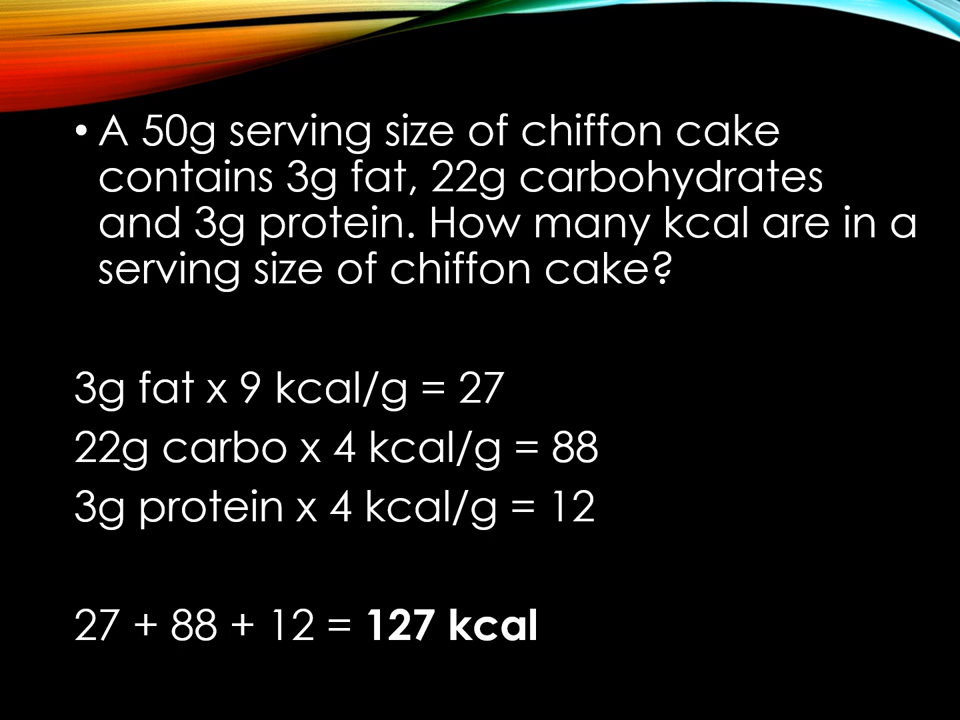 • A 50g serving size of chiffon cake
contains 3g fat, 22g carbohydrates
and 3g protein. How many kcal are in a
serving size of chiffon cake?
3g fat x 9 kcal/g = 27
22g carbo x 4 kcal/g = 88
3g protein x 4 kcal/g = 12
27 + 88 + 12 = 127 kcal